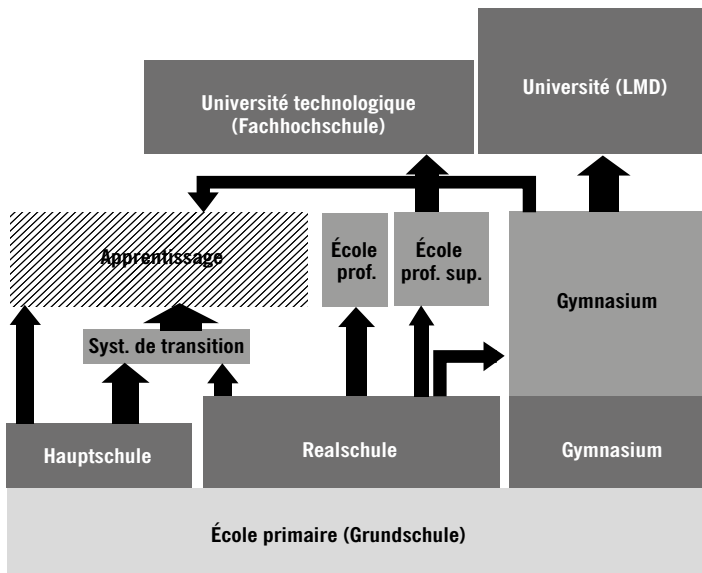 Université (LMD)
Université technologique
(Fachhochschule)
Apprentissage
École
prof.
École
prof. sup.
Gymnasium
Syst. de transition
Hauptschule
Realschule
Gymnasium
École primaire (Grundschule)